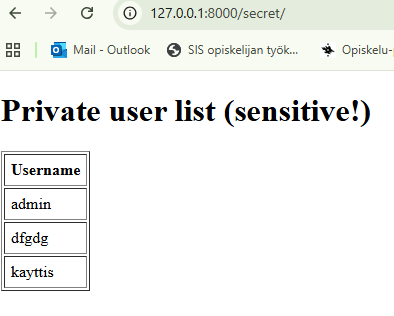 127.0.0.1:8000/secret/
Mail - Outlook SIS opiskelijan työk... Opiskelu-
Private user list (sensitive!)
Username
admin
dfgdg
kayttis